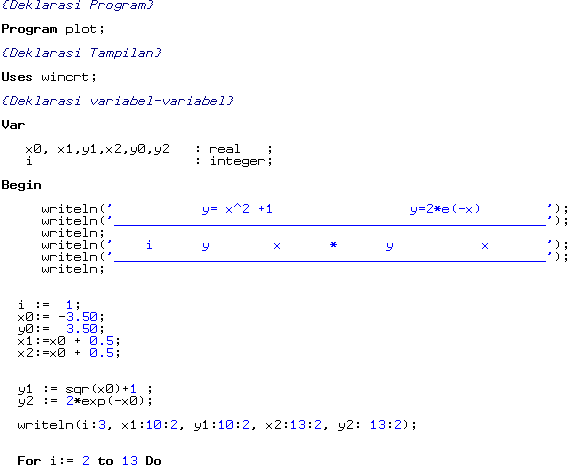 {Deklarasi Program}
Program plot;
{Deklarasi Tampilan}
Uses wincrt;
{Deklarasi variabel-variabel}
Var
x0, x1,y1,x2,y0,y2 : real ;
i : integer;
Begin
writeln(' y= x^2 +1 y=2*e(-x) ');
writeln('______________________________________________________');
writeln;
writeln(' i y x * y x ');
writeln('______________________________________________________');
writeln;
i := 1;
x0:= -3.50;
y0:= 3.50;
x1:=x0 + 0.5;
x2:=x0 + 0.5;
y1 := sqr(x0)+1 ;
y2 := 2*exp(-x0);
writeln(i:3, x1:10:2, y1:10:2, x2:13:2, y2: 13:2);
For i:= 2 to 13 Do